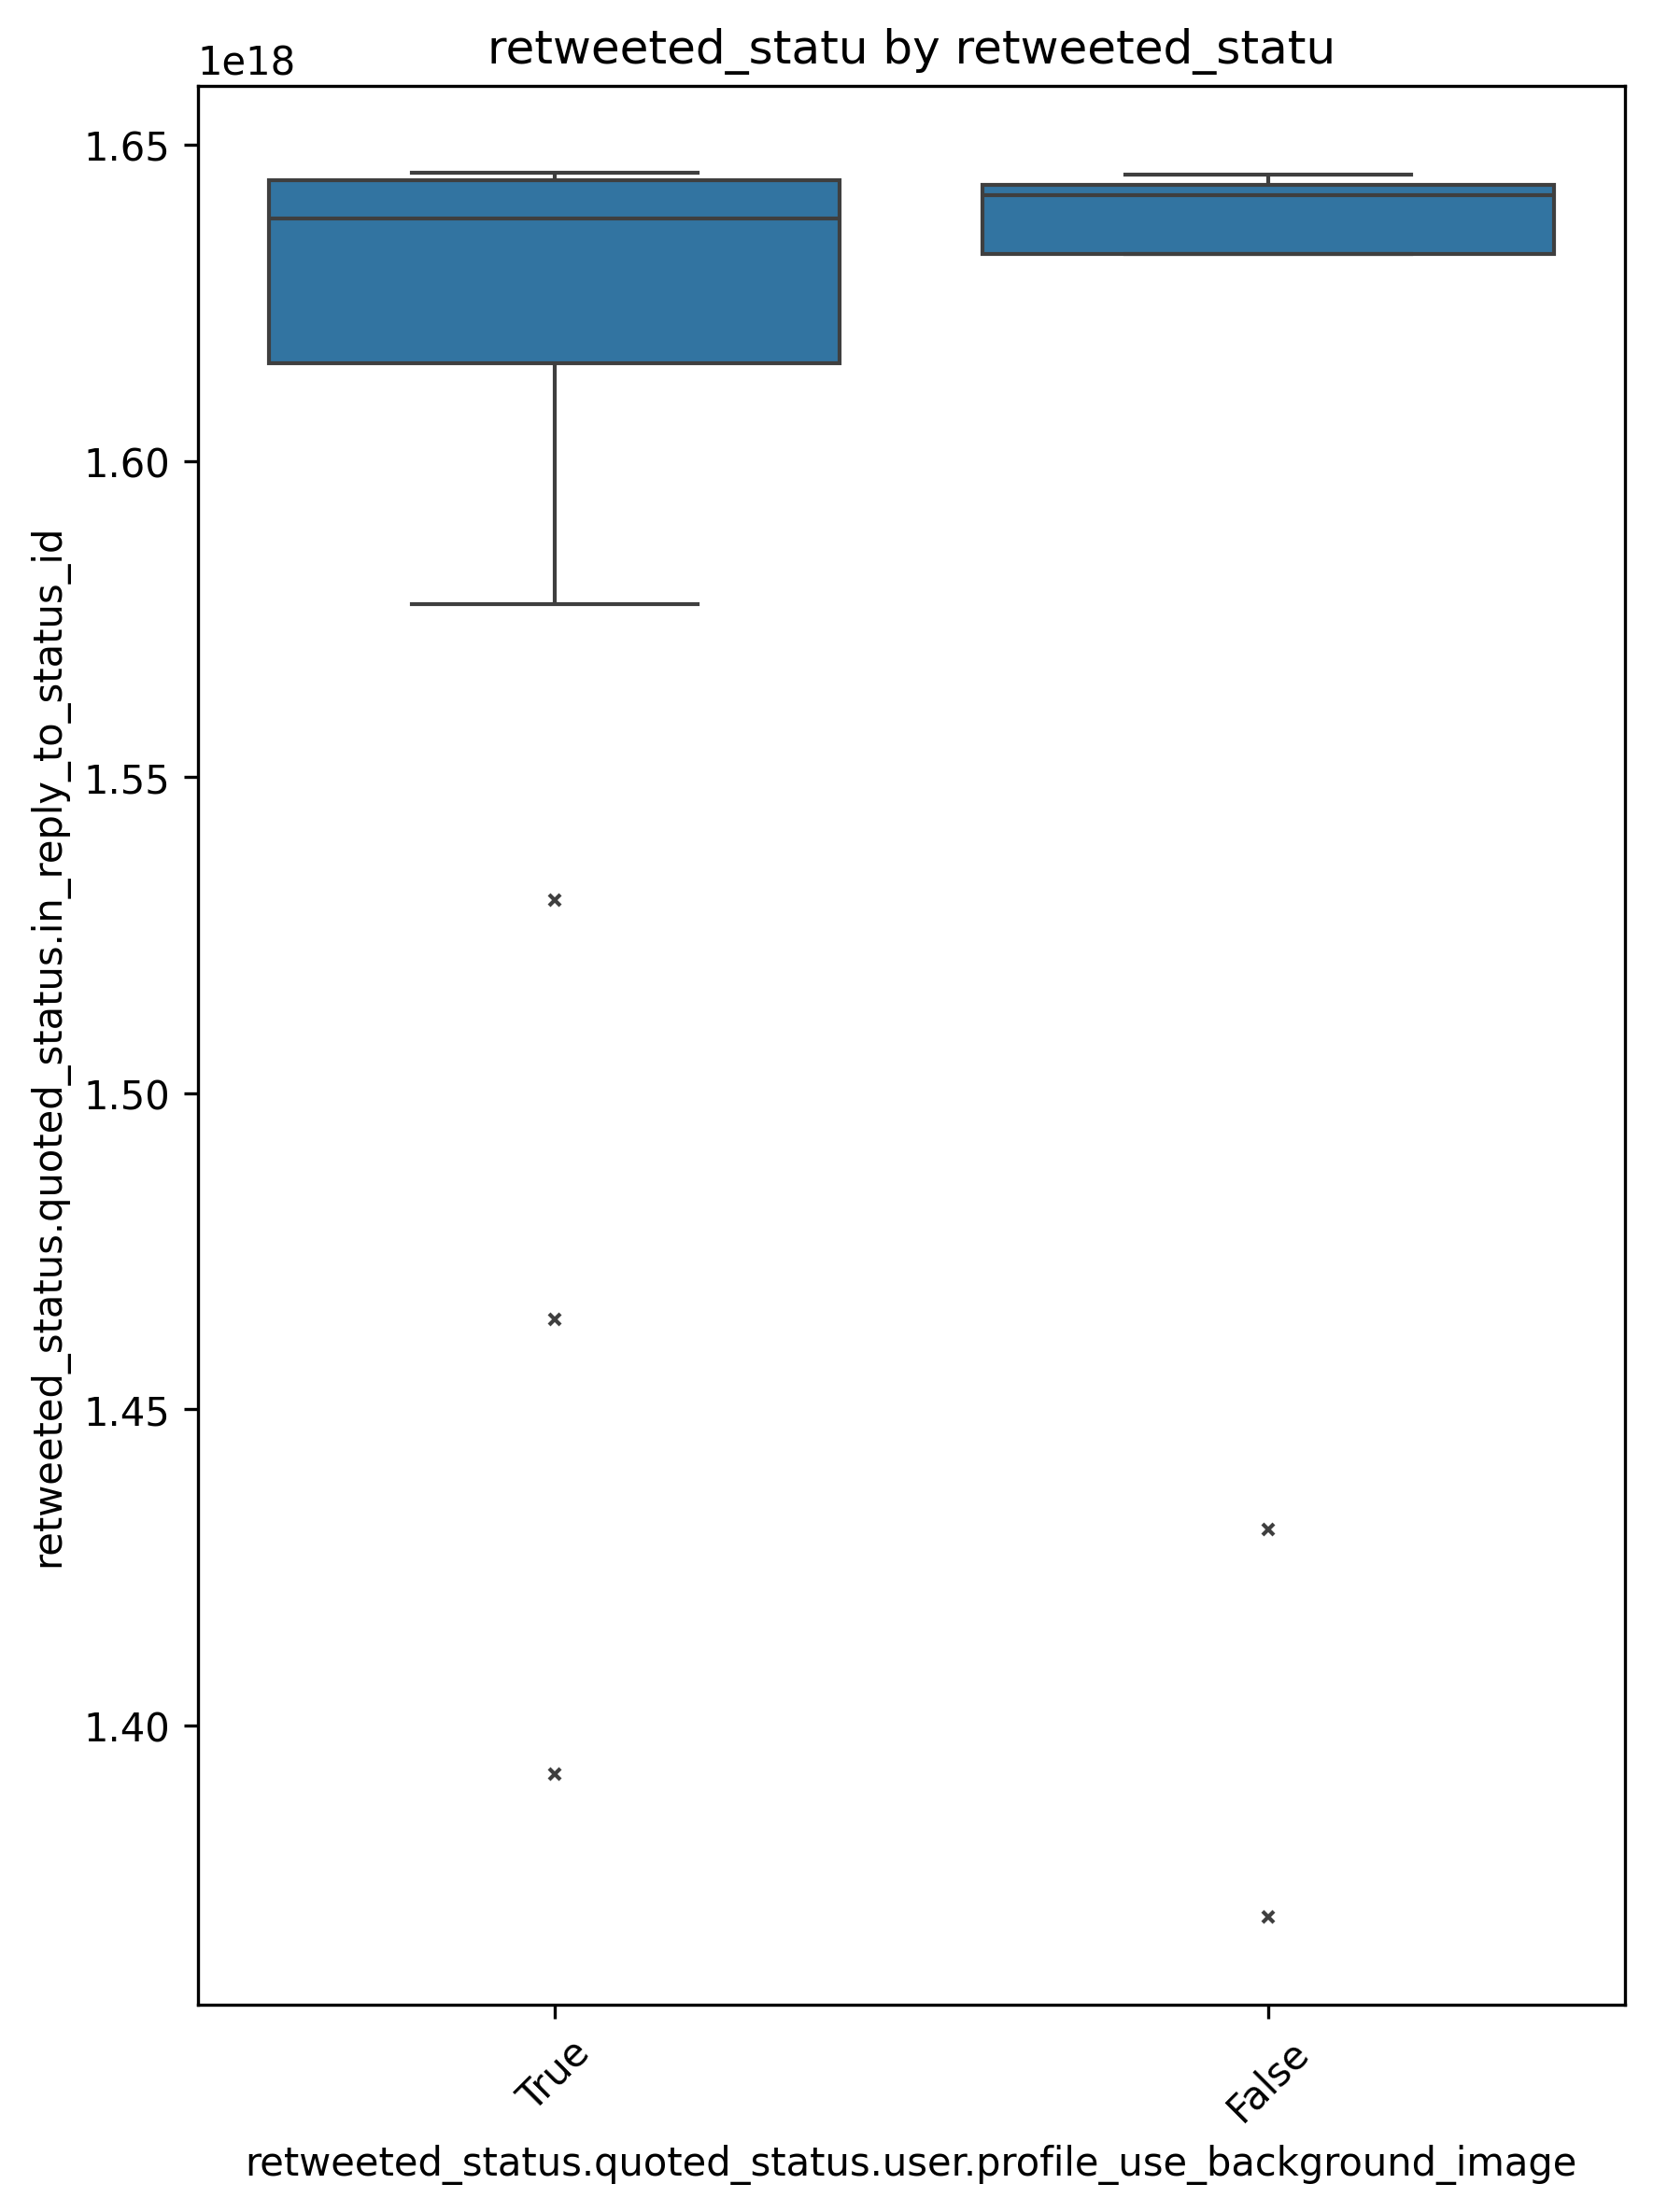 retweeted_statu by retweeted_statu
1e18
1.65
1.60
1.55
1.50
1.45
1.40
retweeted_status.quoted_status.in_reply_to_status_id
True
False
retweeted_status.quoted_status.user.profile_use_background_image